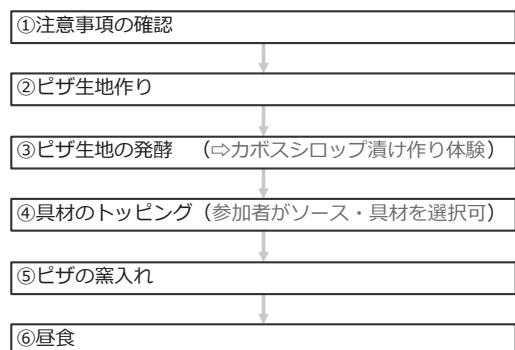 ①注意事項の確認
②ピザ生地作り
③ピザ生地の発酵　（⇨カボスシロップ漬け作り体験）
④具材のトッピング（参加者がソース・具材を選択可）
⑤ピザの窯入れ
⑥昼食